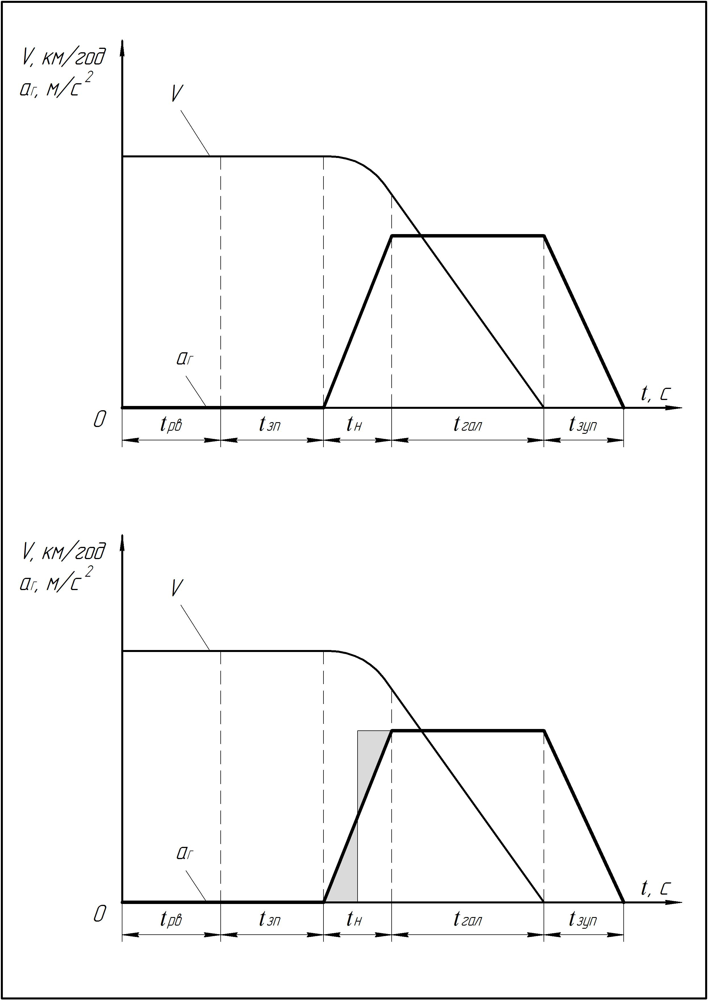 V, км/год
aг, м/с²
V
aг
t, с
0
tрв tзп tн tгал tзуп
V, км/год
aг, м/с²
V
aг
t, с
0
tрв tзп tн tгал tзуп